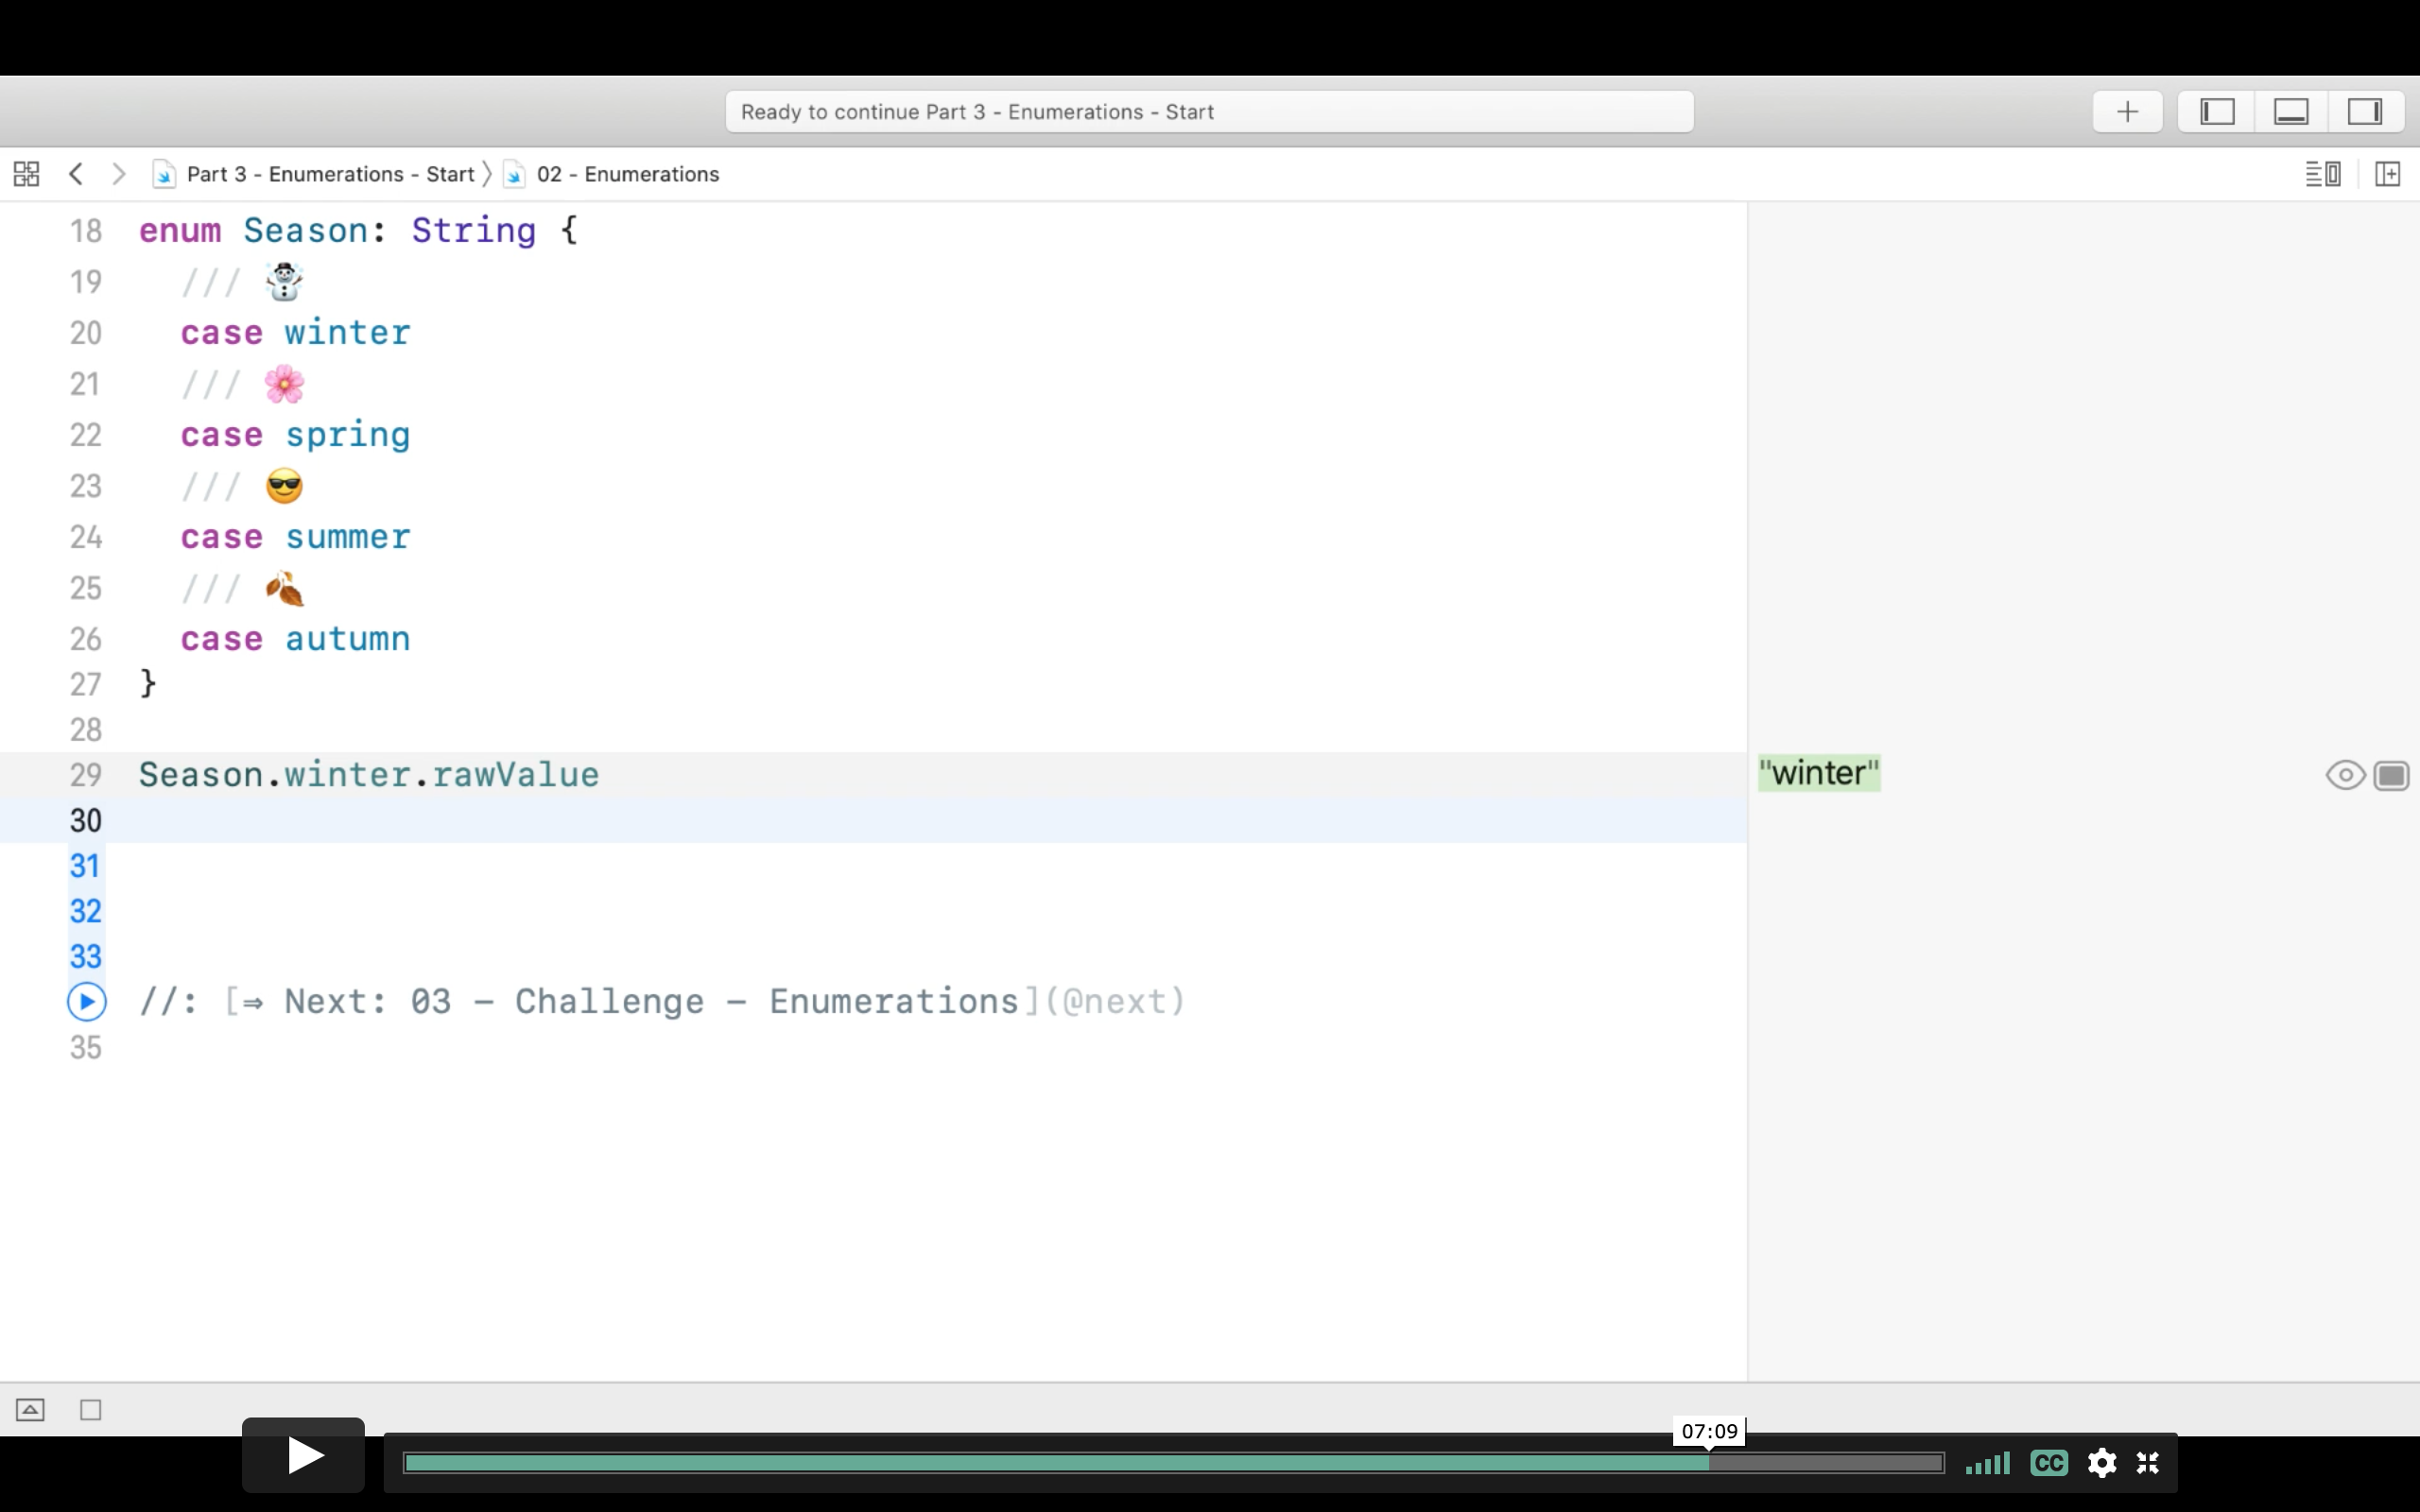 Ready to continue Part 3 - Enumerations - Start
Part 3 - Enumerations - Start 〉 02 - Enumerations
18 enum Season: String {
19 /// ☃️
20 case winter
21 /// 🌸
22 case spring
23 /// 😎
24 case summer
25 /// 🍂
26 case autumn
27 }
28
29 Season.winter.rawValue "winter"
30
31
32
33
//: [⇒ Next: 03 - Challenge - Enumerations](@next)
35
07:09
CC